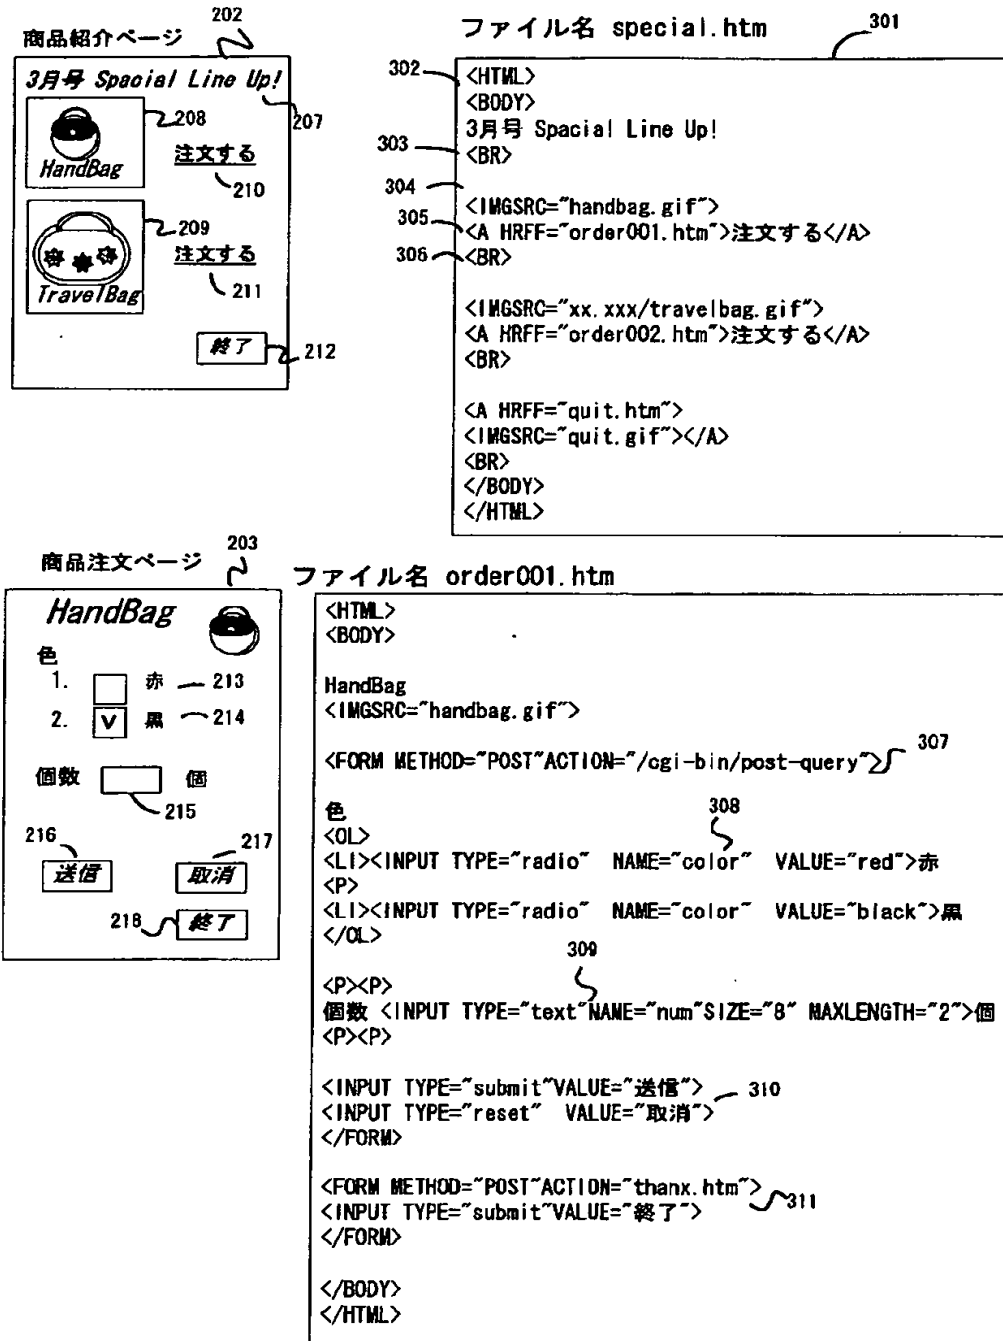 202
商品紹介ページ
3月号 Spacial Line Up!
207
208
HandBag
注文する
210
209
TravelBag
注文する
211
終了
212
ファイル名 special.htm
301
302
<HTML>
<BODY>
3月号 Spacial Line Up!
303
<BR>
304
<IMGSRC="handbag.gif">
305
<A HRFF="order001.htm">注文する</A>
306
<BR>
<IMGSRC="xx.xxx/travelbag.gif">
<A HRFF="order002.htm">注文する</A>
<BR>
<A HRFF="quit.htm">
<IMGSRC="quit.gif"></A>
<BR>
</BODY>
</HTML>
商品注文ページ
203
HandBag
色
1. 赤 213
2. V 黒 214
個数 個
215
216
送信
217
取消
218
終了
ファイル名 order001.htm
<HTML>
<BODY>
HandBag
<IMGSRC="handbag.gif">
<FORM METHOD="POST"ACTION="/cgi-bin/post-query">
307
色
308
<OL>
<LI><INPUT TYPE="radio" NAME="color" VALUE="red">赤
<P>
<LI><INPUT TYPE="radio" NAME="color" VALUE="black">黒
</OL>
309
<P><P>
個数 <INPUT TYPE="text"NAME="num"SIZE="8" MAXLENGTH="2">個
<P><P>
<INPUT TYPE="submit"VALUE="送信">
310
<INPUT TYPE="reset" VALUE="取消">
</FORM>
<FORM METHOD="POST"ACTION="thanx.htm">
311
<INPUT TYPE="submit"VALUE="終了">
</FORM>
</BODY>
</HTML>